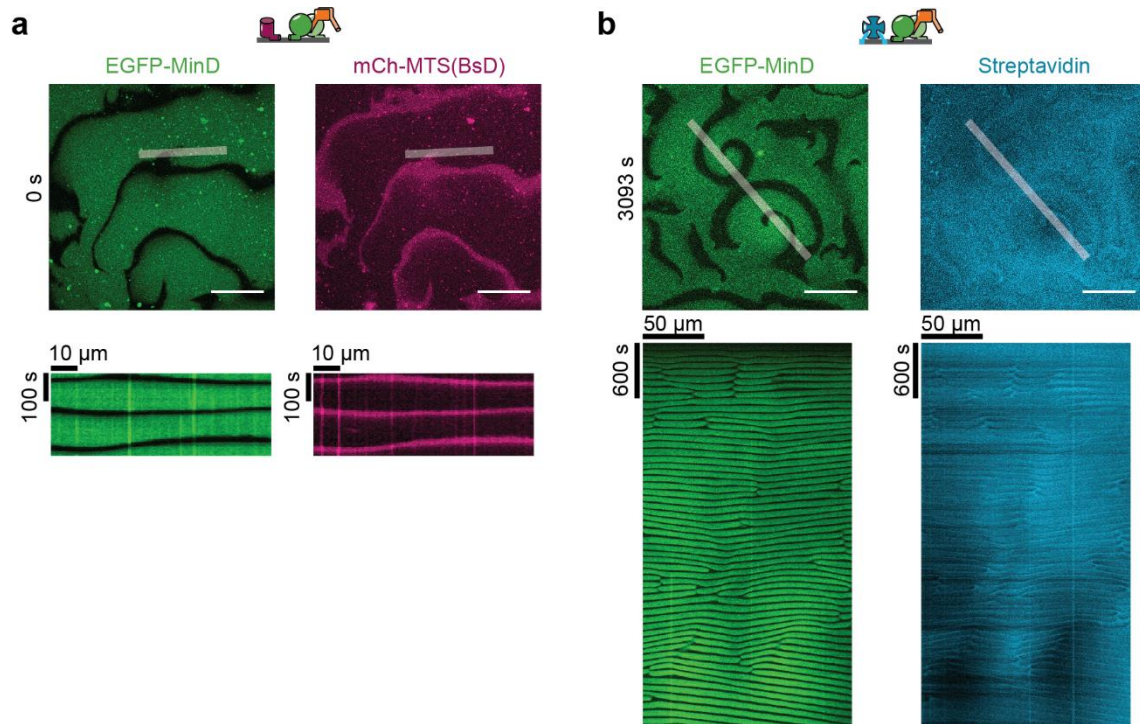 a
EGFP-MinD
mCh-MTS(BsD)
0 s
10 µm
10 µm
100 s
100 s
b
EGFP-MinD
Streptavidin
3093 s
50 µm
50 µm
600 s
600 s